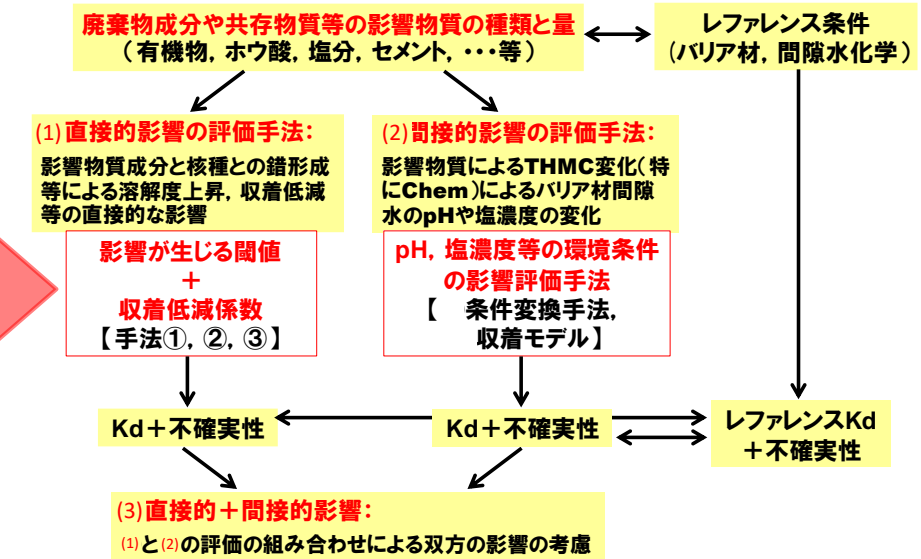 廃棄物成分や共存物質等の影響物質の種類と量
（有機物，ホウ酸，塩分，セメント，・・・等）
レファレンス条件
（バリア材，間隙水化学）
(1)直接的影響の評価手法：
影響物質成分と核種との錯形成
等による溶解度上昇，収着低減
等の直接的な影響
(2)間接的影響の評価手法：
影響物質によるTHMC変化（特
にChem）によるバリア材間隙
水のpHや塩濃度の変化
影響が生じる閾値
＋
収着低減係数
【手法①，②，③】
pH，塩濃度等の環境条件
の影響評価手法
【　条件変換手法，
収着モデル】
Kd＋不確実性
Kd＋不確実性
レファレンスKd
＋不確実性
(3)直接的＋間接的影響：
(1)と(2)の評価の組み合わせによる双方の影響の考慮